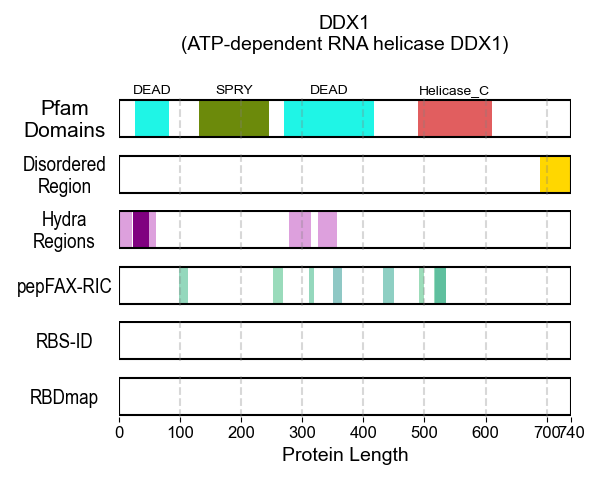 DDX1
(ATP-dependent RNA helicase DDX1)
DEAD SPRY DEAD Helicase_C
Pfam
Domains
Disordered
Region
Hydra
Regions
pepFAX-RIC
RBS-ID
RBDmap
0 100 200 300 400 500 600 700 740
Protein Length